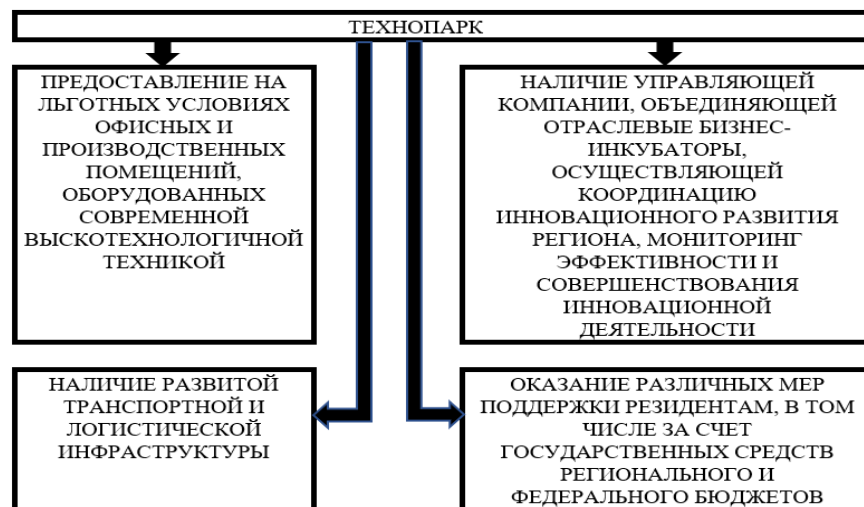 ТЕХНОПАРК
ПРЕДОСТАВЛЕНИЕ НА
ЛЬГОТНЫХ УСЛОВИЯХ
ОФИСНЫХ И
ПРОИЗВОДСТВЕННЫХ
ПОМЕЩЕНИЙ,
ОБОРУДОВАННЫХ
СОВРЕМЕННОЙ
ВЫСКОТЕХНОЛОГИЧНОЙ
ТЕХНИКОЙ
НАЛИЧИЕ УПРАВЛЯЮЩЕЙ
КОМПАНИИ, ОБЪЕДИНЯЮЩЕЙ
ОТРАСЛЕВЫЕ БИЗНЕС-
ИНКУБАТОРЫ,
ОСУЩЕСТВЛЯЮЩЕЙ
КООРДИНАЦИЮ
ИННОВАЦИОННОГО РАЗВИТИЯ
РЕГИОНА, МОНИТОРИНГ
ЭФФЕКТИВНОСТИ И
СОВЕРШЕНСТВОВАНИЯ
ИННОВАЦИОННОЙ
ДЕЯТЕЛЬНОСТИ
НАЛИЧИЕ РАЗВИТОЙ
ТРАНСПОРТНОЙ И
ЛОГИСТИЧЕСКОЙ
ИНФРАСТРУКТУРЫ
ОКАЗАНИЕ РАЗЛИЧНЫХ МЕР
ПОДДЕРЖКИ РЕЗИДЕНТАМ, В ТОМ
ЧИСЛЕ ЗА СЧЕТ
ГОСУДАРСТВЕННЫХ СРЕДСТВ
РЕГИОНАЛЬНОГО И
ФЕДЕРАЛЬНОГО БЮДЖЕТОВ